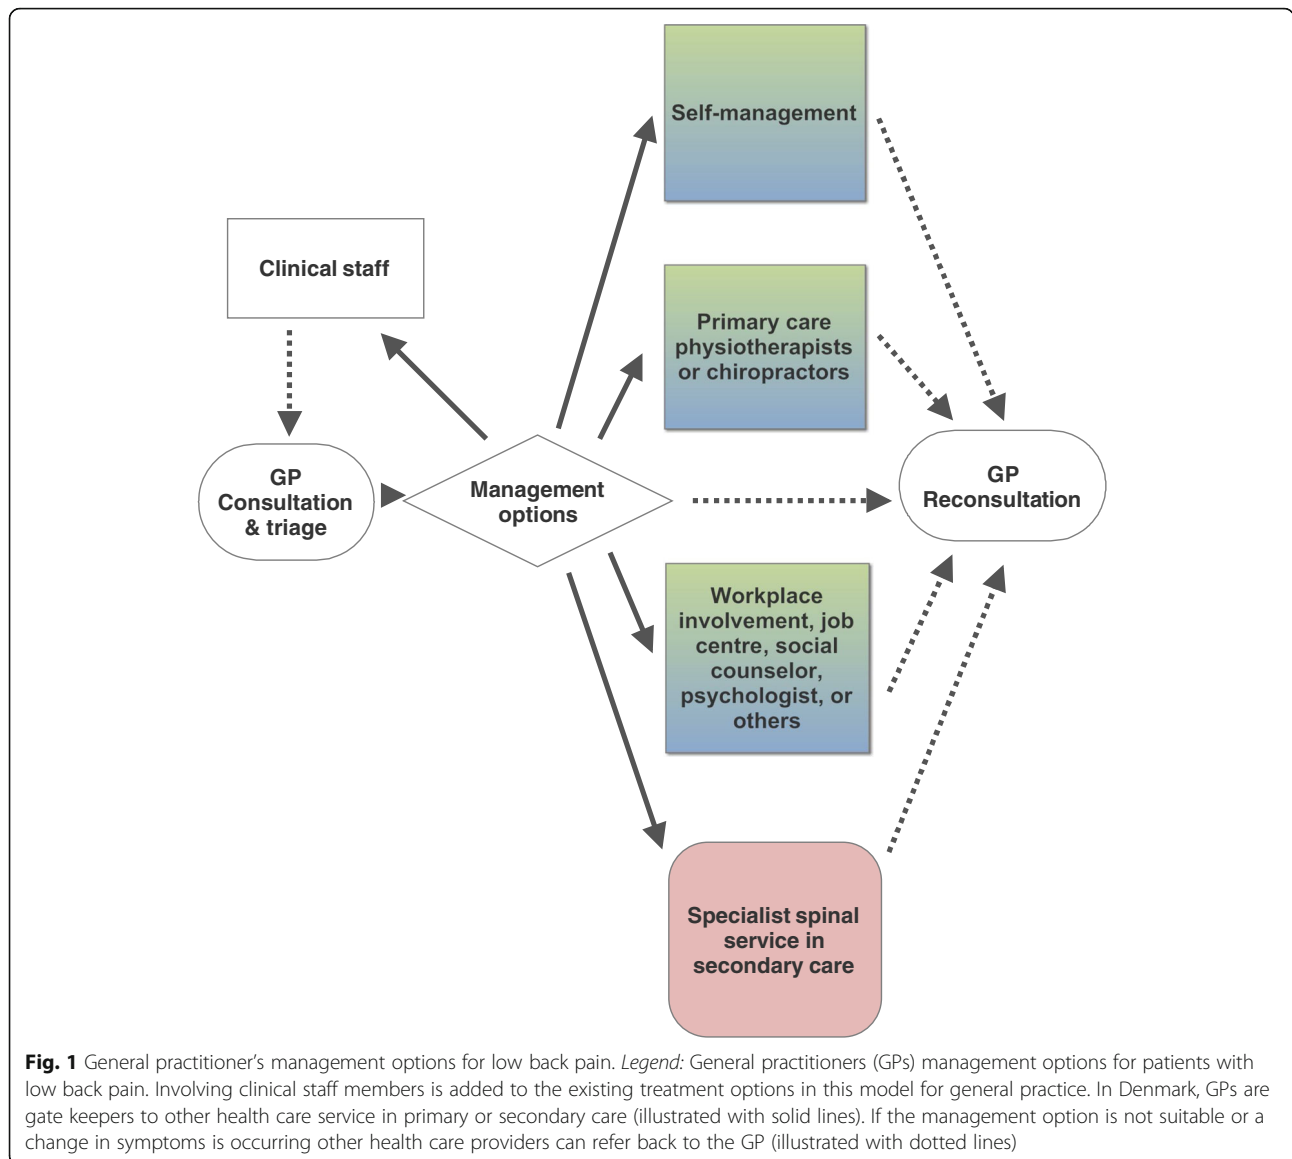 Self-management
Clinical staff
Primary care
physiotherapists
or chiropractors
GP
Consultation
& triage
Management
options
GP
Reconsultation
Workplace
involvement, job
centre, social
counselor,
psychologist, or
others
Specialist spinal
service in
secondary care
Fig. 1 General practitioner's management options for low back pain. Legend: General practitioners (GPs) management options for patients with
low back pain. Involving clinical staff members is added to the existing treatment options in this model for general practice. In Denmark, GPs are
gate keepers to other health care service in primary or secondary care (illustrated with solid lines). If the management option is not suitable or a
change in symptoms is occurring other health care providers can refer back to the GP (illustrated with dotted lines)